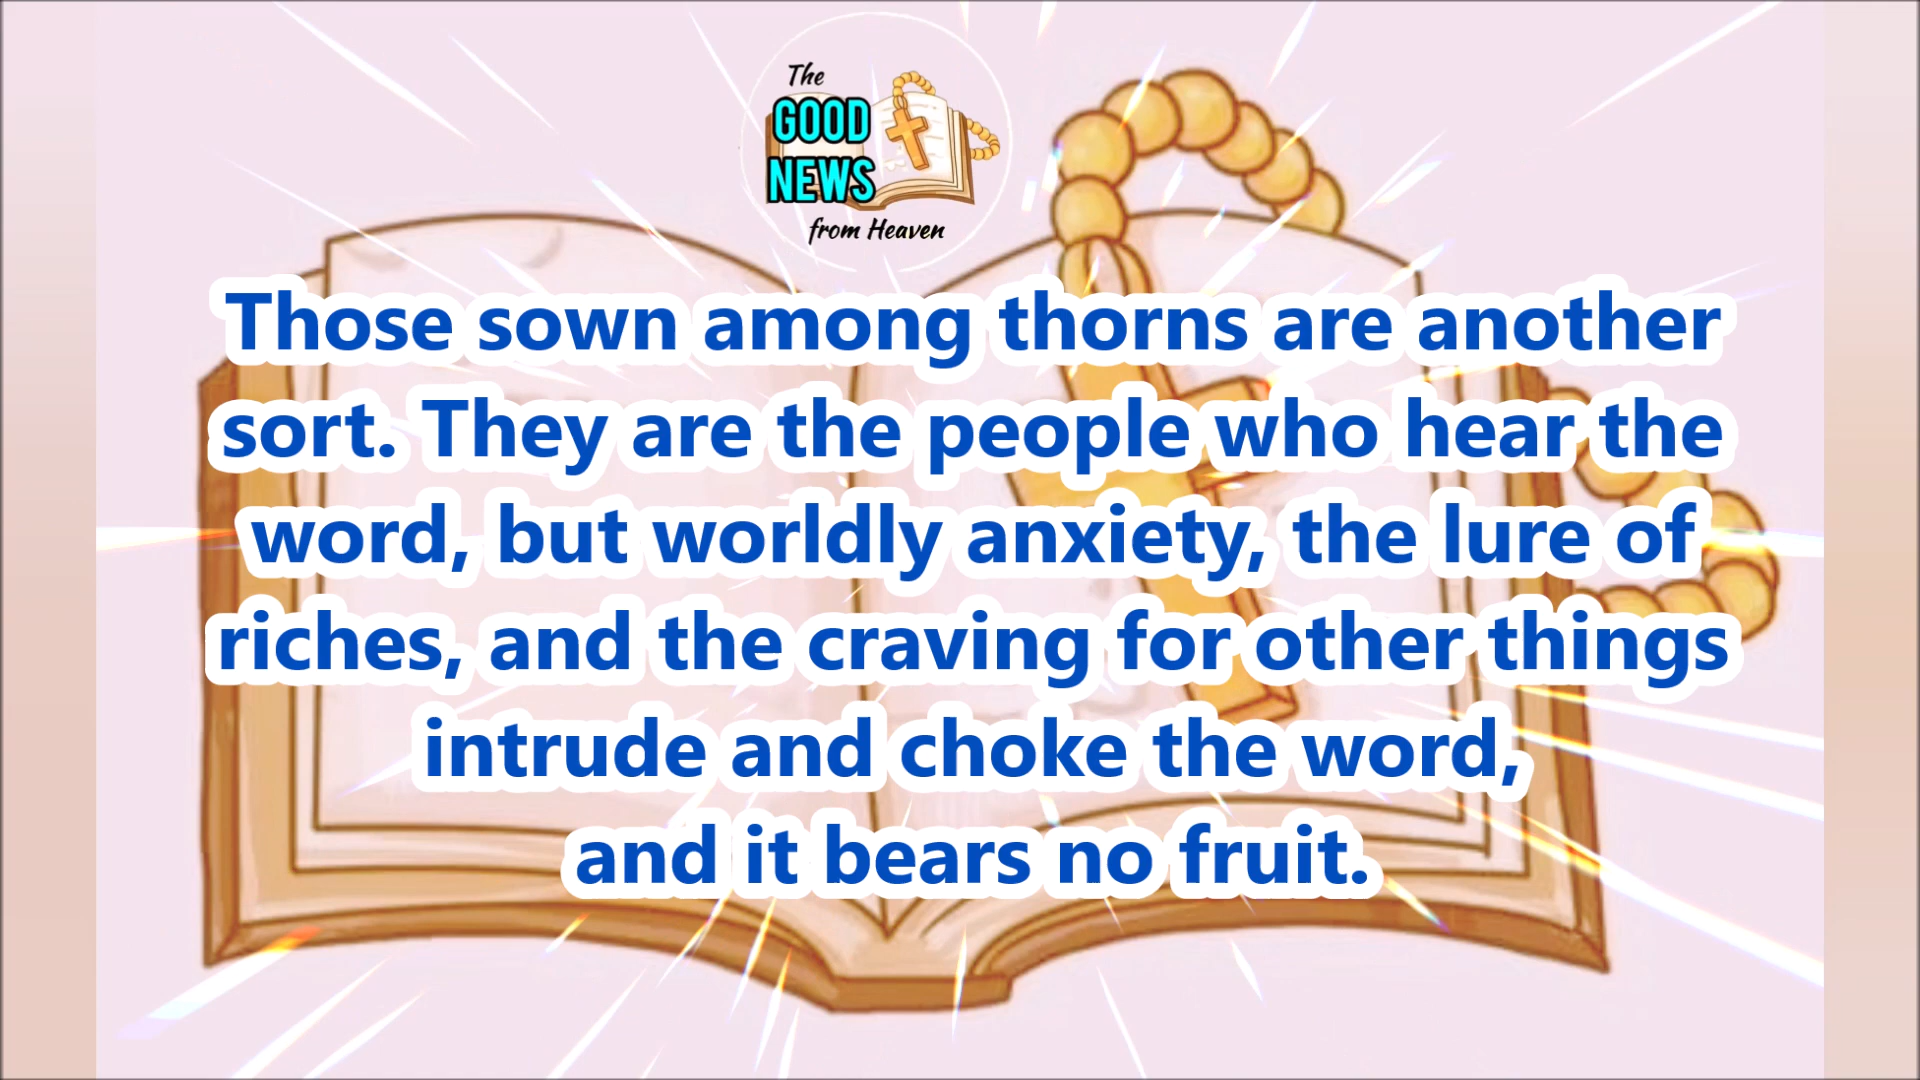 The
GOOD
NEWS
from Heaven
Those sown among thorns are another
sort. They are the people who hear the
word, but worldly anxiety, the lure of
riches, and the craving for other things
intrude and choke the word,
and it bears no fruit.